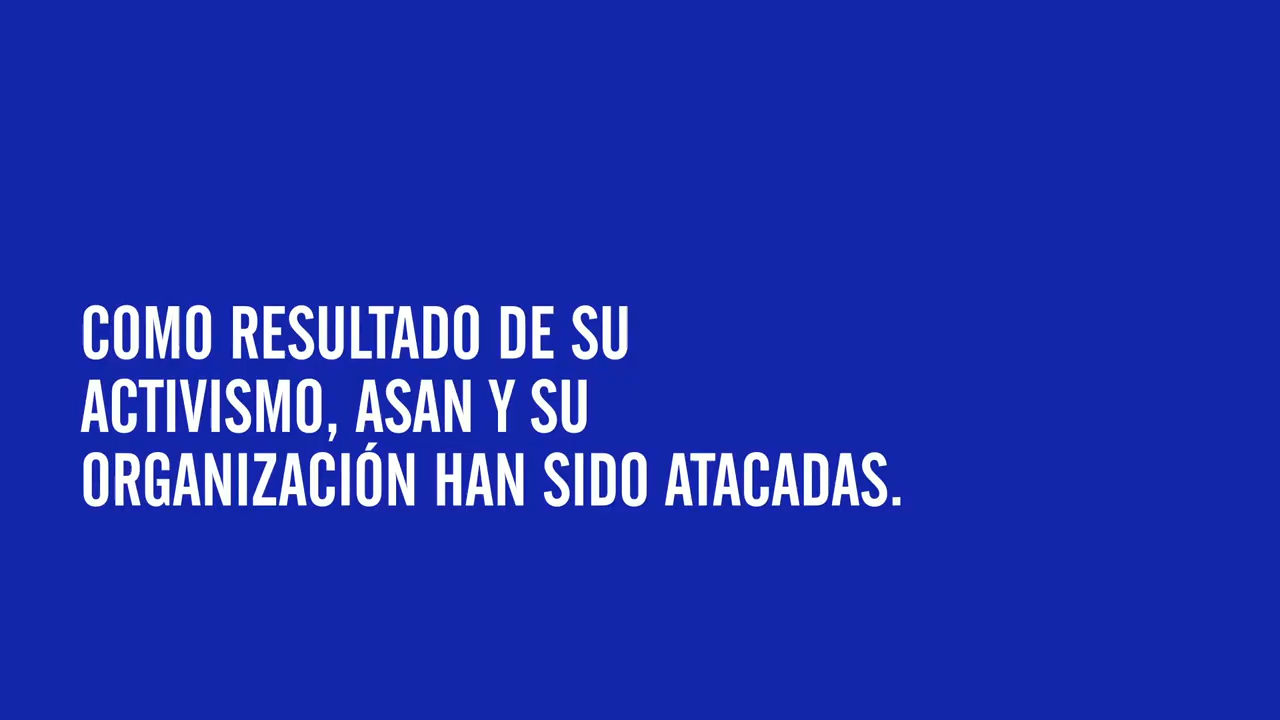 COMO RESULTADO DE SU
ACTIVISMO, ASAN Y SU
ORGANIZACIÓN HAN SIDO ATACADAS.